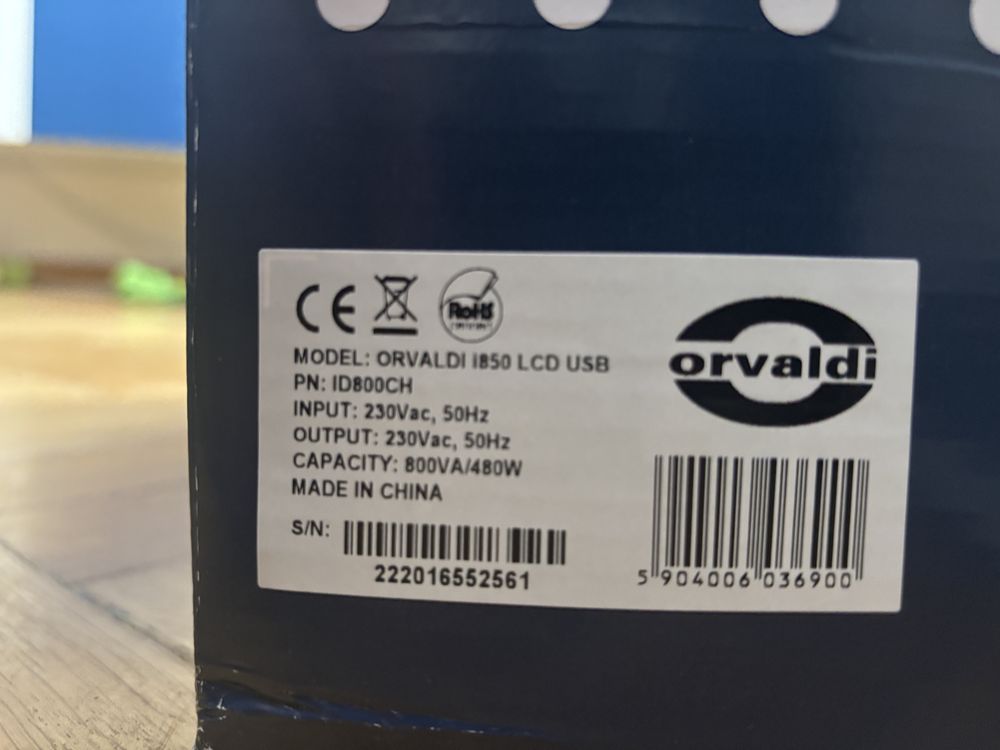 CE
RoHS
MODEL: ORVALDI i850 LCD USB
PN: ID800CH
INPUT: 230Vac, 50Hz
OUTPUT: 230Vac, 50Hz
CAPACITY: 800VA/480W
MADE IN CHINA
S/N:
222016552561
orvaldi
5 904006 036900